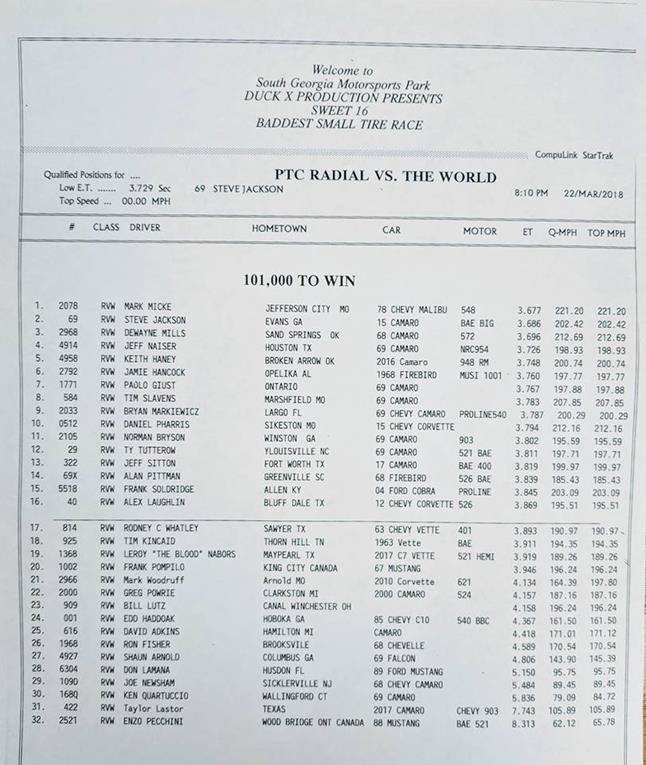 Welcome to
South Georgia Motorsports Park
DUCK X PRODUCTION PRESENTS
SWEET 16
BADDEST SMALL TIRE RACE
CompuLink StarTrak
Qualified Positions for .... PTC RADIAL VS. THE WORLD
Low E.T. ....... 3.729 Sec 69 STEVE JACKSON
Top Speed ... 00.00 MPH 8:10 PM 22/MAR/2018
# CLASS DRIVER HOMETOWN CAR MOTOR ET Q-MPH TOP MPH
101,000 TO WIN
1. 2078 RVW MARK MICKE JEFFERSON CITY MO 78 CHEVY MALIBU 548 3.677 221.20 221.20
2. 69 RVW STEVE JACKSON EVANS GA 15 CAMARO BAE BIG 3.686 202.42 202.42
3. 2968 RVW DEWAYNE MILLS SAND SPRINGS OK 68 CAMARO 572 3.696 212.69 212.69
4. 4914 RVW JEFF NAISER HOUSTON TX 69 CAMARO NRC954 3.726 198.93 198.93
5. 4958 RVW KEITH HANEY BROKEN ARROW OK 2016 Camaro 948 RM 3.748 200.74 200.74
6. 2792 RVW JAMIE HANCOCK OPELIKA AL 1968 FIREBIRD MUSI 1001 3.760 197.77 197.77
7. 1771 RVW PAOLO GIUST ONTARIO 69 CAMARO 3.767 197.88 197.88
8. 584 RVW TIM SLAVENS MARSHFIELD MO 69 CAMARO 3.783 207.85 207.85
9. 2033 RVW BRYAN MARKIEWICZ LARGO FL 69 CHEVY CAMARO PROLINE540 3.787 200.29 200.29
10. 0512 RVW DANIEL PHARRIS SIKESTON MO 15 CHEVY CORVETTE 3.794 212.16 212.16
11. 2105 RVW NORMAN BRYSON WINSTON GA 69 CAMARO 903 3.802 195.59 195.59
12. 29 RVW TY TUTTEROW YLOUISVILLE NC 69 CAMARO 521 BAE 3.811 197.71 197.71
13. 322 RVW JEFF SITTON FORT WORTH TX 17 CAMARO BAE 400 3.819 199.97 199.97
14. 69X RVW ALAN PITTMAN GREENVILLE SC 68 FIREBIRD 526 BAE 3.839 185.43 185.43
15. 5518 RVW FRANK SOLDRIDGE ALLEN KY 04 FORD COBRA PROLINE 3.845 203.09 203.09
16. 40 RVW ALEX LAUGHLIN BLUFF DALE TX 12 CHEVY CORVETTE 526 3.869 195.51 195.51
17. 814 RVW RODNEY C WHATLEY SAWYER TX 63 CHEVY VETTE 401 3.893 190.97 190.97
18. 925 RVW TIM KINCAID THORN HILL TN 1963 Vette BAE 3.911 194.35 194.35
19. 1368 RVW LEROY "THE BLOOD" NABORS MAYPEARL TX 2017 C7 VETTE 521 HEMI 3.919 189.26 189.26
20. 1002 RVW FRANK POMPILO KING CITY CANADA 67 MUSTANG 3.946 196.24 196.24
21. 2966 RVW Mark Woodruff Arnold MO 2010 Corvette 621 4.134 164.39 197.80
22. 2000 RVW GREG POWRIE CLARKSTON MI 2000 CAMARO 524 4.157 187.16 187.16
23. 909 RVW BILL LUTZ CANAL WINCHESTER OH 4.158 196.24 196.24
24. 001 RVW EDD HADDOAK HOBOKA GA 85 CHEVY C10 540 BBC 4.367 161.50 161.50
25. 616 RVW DAVID ADKINS HAMILTON MI CAMARO 4.418 171.01 171.12
26. 1968 RVW RON FISHER BROOKSVILE 68 CHEVELLE 4.589 170.54 170.54
27. 4927 RVW SHAUN ARNOLD COLUMBUS GA 69 FALCON 4.806 143.90 145.39
28. 6304 RVW DON LAMANA HUSDON FL 89 FORD MUSTANG 5.150 95.75 95.75
29. 1090 RVW JOE NEWSHAM SICKLERVILLE NJ 68 CHEVY CAMARO 5.484 89.45 89.45
30. 168Q RVW KEN QUARTUCCIO WALLINGFORD CT 69 CAMARO 5.836 79.09 84.72
31. 422 RVW Taylor Lastor TEXAS 2017 CAMARO CHEVY 903 7.743 105.89 105.89
32. 2521 RVW ENZO PECCHINI WOOD BRIDGE ONT CANADA 88 MUSTANG BAE 521 8.313 62.12 65.78